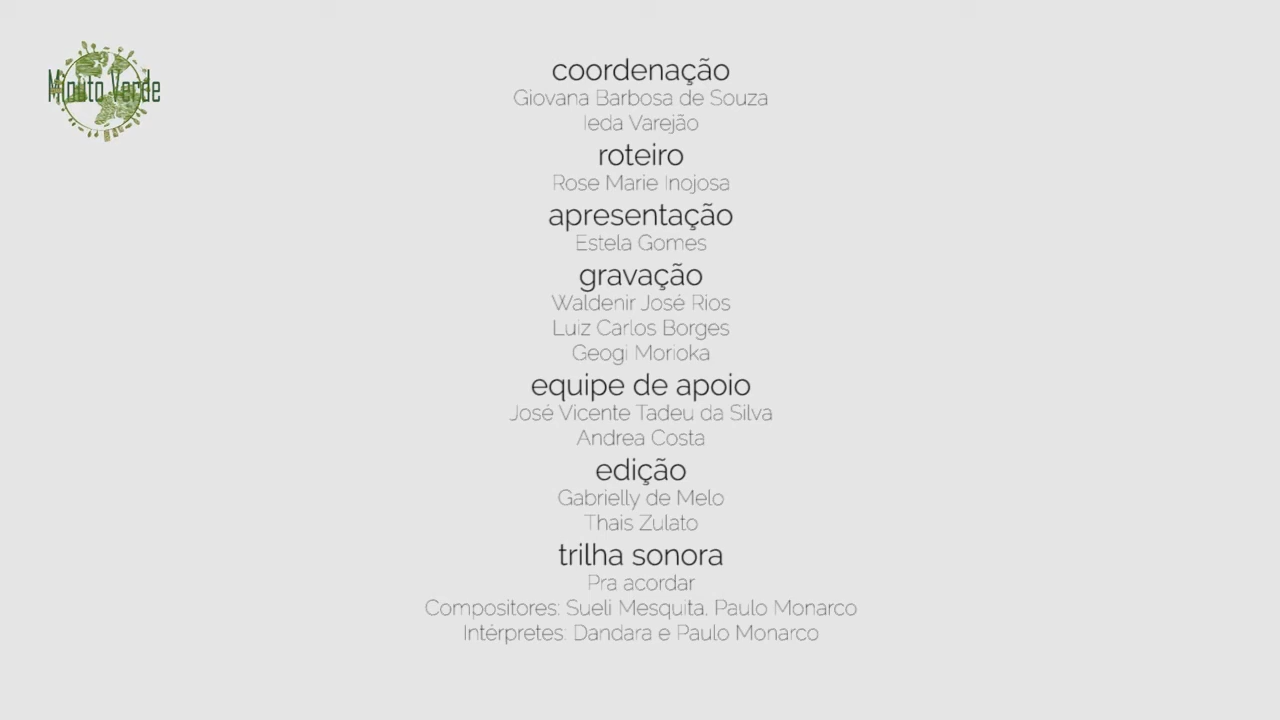 Minuto Verde
coordenação
Giovana Barbosa de Souza
Ieda Varejão
roteiro
Rose Marie Inojosa
apresentação
Estela Gomes
gravação
Waldenir José Rios
Luiz Carlos Borges
Geogi Morioka
equipe de apoio
José Vicente Tadeu da Silva
Andrea Costa
edição
Gabrielly de Melo
Thais Zulato
trilha sonora
Pra acordar
Compositores: Sueli Mesquita, Paulo Monarco
Intérpretes: Dandara e Paulo Monarco